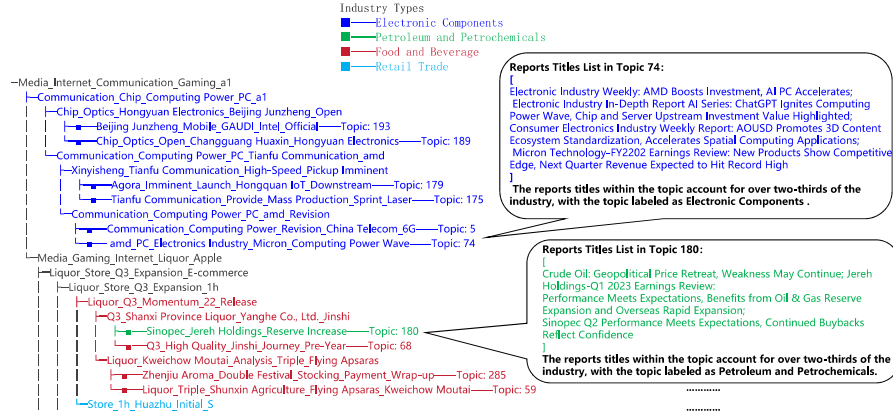 Industry Types
Electronic Components
Petroleum and Petrochemicals
Food and Beverage
Retail Trade
Media_Internet_Communication_Gaming_a1
Communication_Chip_Computing Power_PC_a1
Chip_Optics_Hongyuan Electronics_Beijing Junzheng_Open
Beijing Junzheng_Mobile_GAUDI_Intel_Official—Topic: 193
Chip_Optics_Open_Changguang Huaxin_Hongyuan Electronics—Topic: 189
Communication_Computing Power_PC_Tianfu Communication_amd
Xinyisheng_Tianfu Communication_High-Speed_Pickup Imminent
Agora_Imminent_Launch_Hongquan IoT_Downstream—Topic: 179
Tianfu Communication_Provide_Mass Production_Sprint_Laser—Topic: 175
Communication_Computing Power_PC_amd_Revision
Communication_Computing Power_Revision_China Telecom_6G—Topic: 5
amd_PC_Electronics Industry_Micron_Computing Power Wave—Topic: 74
Media_Gaming_Internet_Liquor_Apple
Liquor_Store_Q3_Expansion_E-commerce
Liquor_Store_Q3_Expansion_1h
Liquor_Q3_Momentum_22_Release
Q3_Shanxi Province Liquor_Yanghe Co., Ltd._Jinshi
Sinopec_Jereh Holdings_Reserve Increase—Topic: 180
Q3_High Quality_Jinshi_Journey_Pre-Year—Topic: 68
Liquor_Kweichow Moutai_Analysis_Triple_Flying Apsaras
Zhenjiu Aroma_Double Festival_Stocking_Payment_Wrap-up—Topic: 285
Liquor_Triple_Shunxin Agriculture_Flying Apsaras_Kweichow Moutai—Topic: 59
Store_1h_Huazhu_Initial_S
Reports Titles List in Topic 74:
[
Electronic Industry Weekly: AMD Boosts Investment, AI PC Accelerates;
Electronic Industry In-Depth Report AI Series: ChatGPT Ignites Computing
Power Wave, Chip and Server Upstream Investment Value Highlighted;
Consumer Electronics Industry Weekly Report: AOUSD Promotes 3D Content
Ecosystem Standardization, Accelerates Spatial Computing Applications;
Micron Technology–FY2202 Earnings Review: New Products Show Competitive
Edge, Next Quarter Revenue Expected to Hit Record High
]
The reports titles within the topic account for over two-thirds of the
industry, with the topic labeled as Electronic Components .
Reports Titles List in Topic 180:
[
Crude Oil: Geopolitical Price Retreat, Weakness May Continue; Jereh
Holdings-Q1 2023 Earnings Review:
Performance Meets Expectations, Benefits from Oil & Gas Reserve
Expansion and Overseas Rapid Expansion;
Sinopec Q2 Performance Meets Expectations, Continued Buybacks
Reflect Confidence
]
The reports titles within the topic account for over two-thirds of the
industry, with the topic labeled as Petroleum and Petrochemicals.
............
............